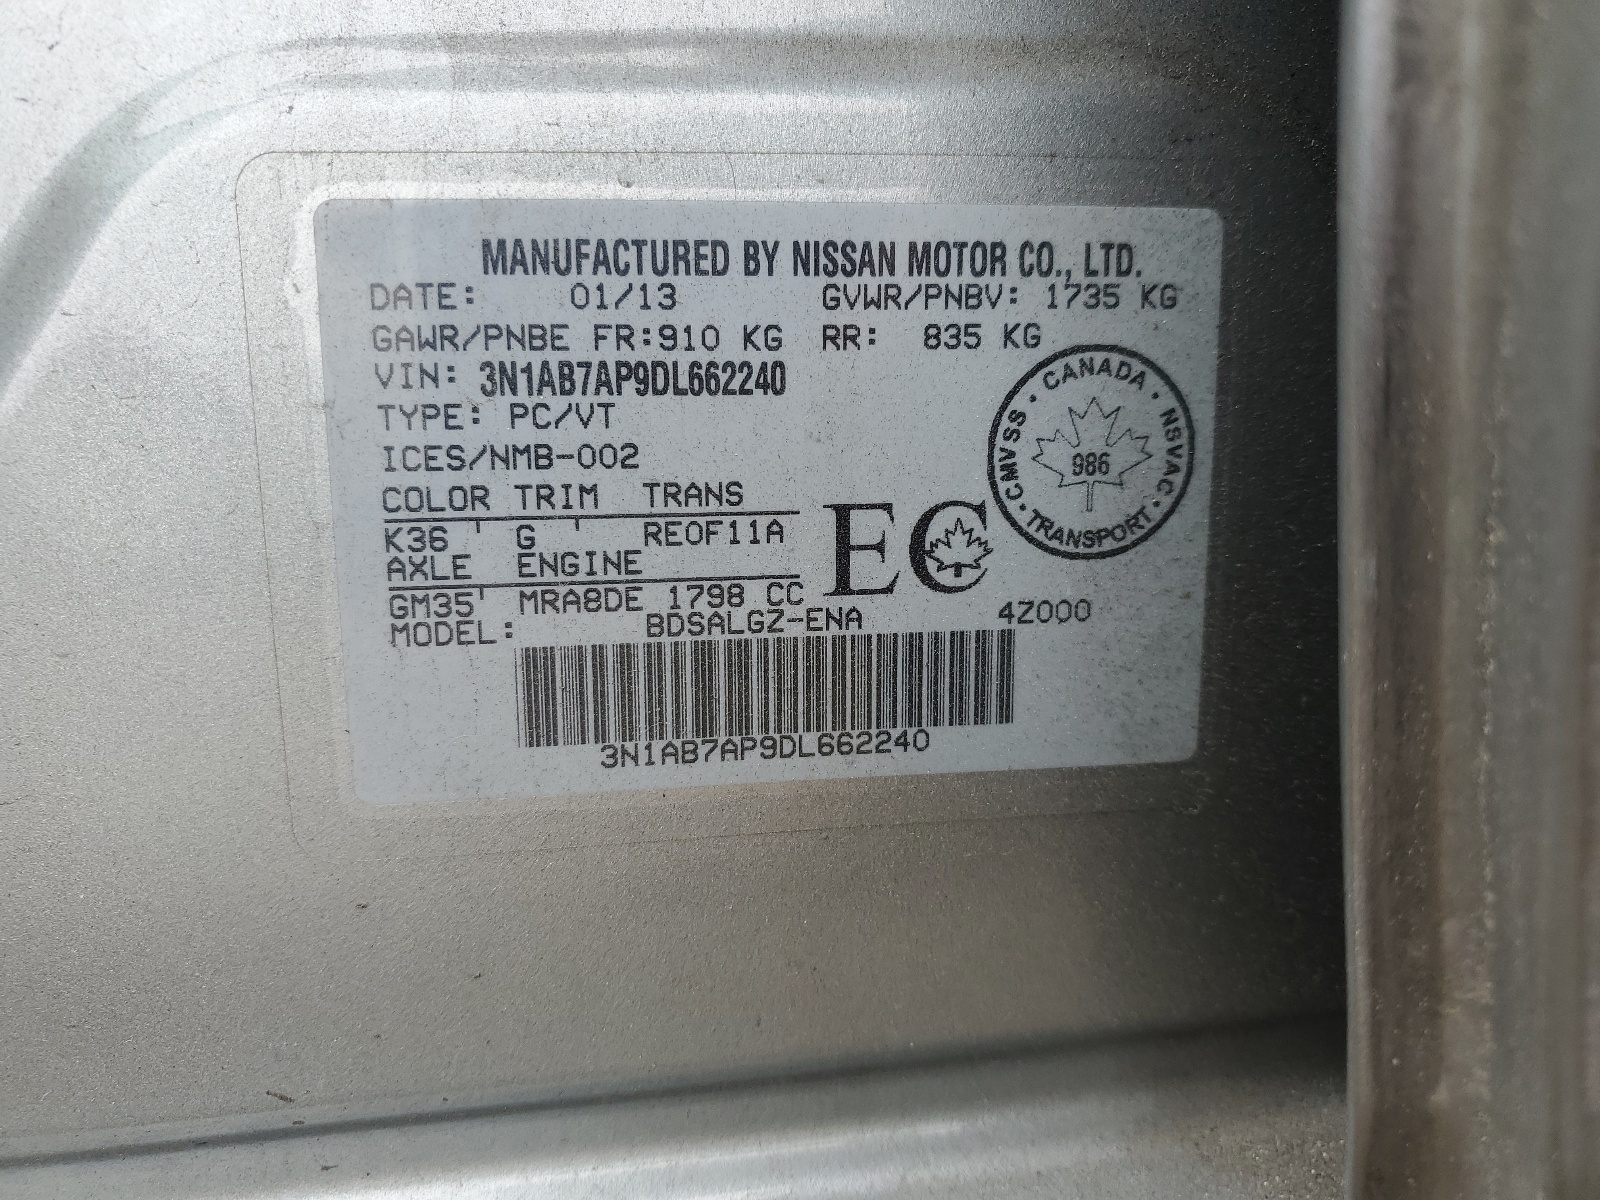 MANUFACTURED BY NISSAN MOTOR CO., LTD.
DATE: 01/13 GVWR/PNBV: 1735 KG
GAWR/PNBE FR:910 KG RR: 835 KG
VIN: 3N1AB7AP9DL662240
TYPE: PC/VT
ICES/NMB-002
COLOR TRIM TRANS
K36 G RE0F11A
AXLE ENGINE
GM35 MRA8DE 1798 CC
MODEL: BDSALGZ-ENA 4Z000
3N1AB7AP9DL662240
EC
CMVSS · CANADA · NSVAC · TRANSPORT ·
986